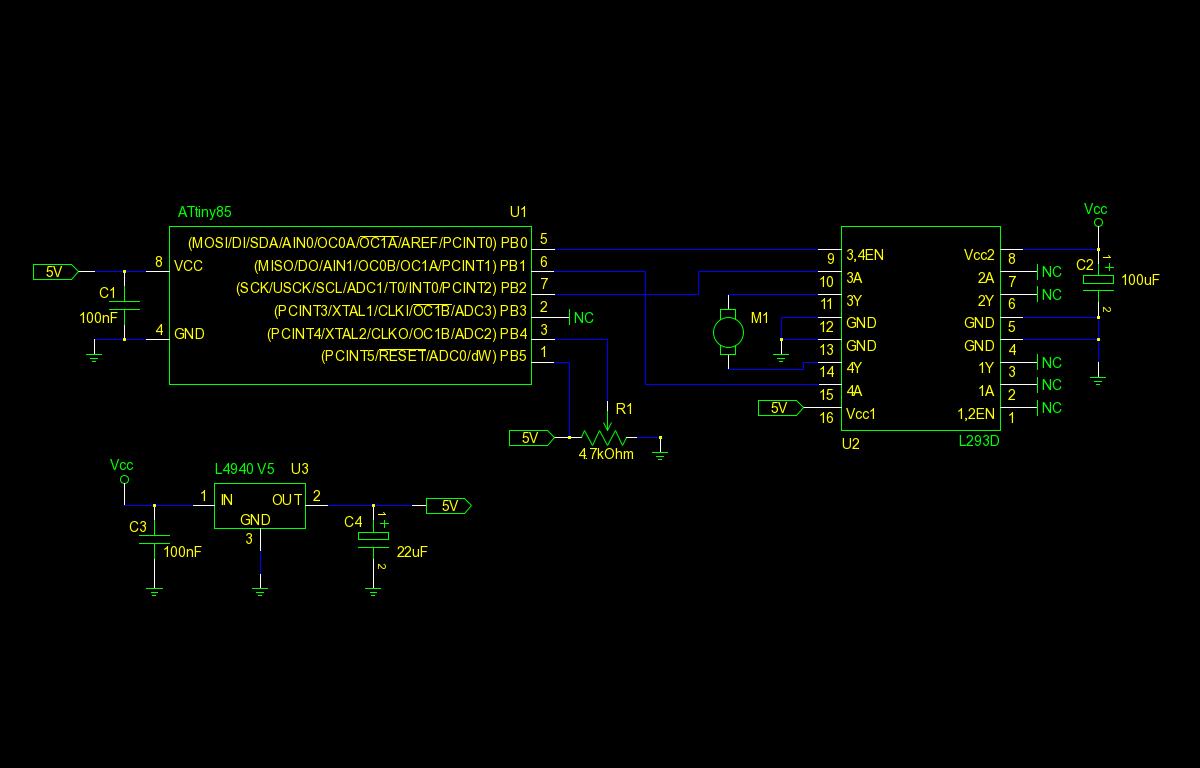 ATtiny85 U1
(MOSI/DI/SDA/AIN0/OC0A/OC1A/AREF/PCINT0) PB0 5
5V 8 VCC (MISO/DO/AIN1/OC0B/OC1A/PCINT1) PB1 6
(SCK/USCK/SCL/ADC1/T0/INT0/PCINT2) PB2 7
C1 100nF
(PCINT3/XTAL1/CLKI/OC1B/ADC3) PB3 2 NC
4 GND (PCINT4/XTAL2/CLKO/OC1B/ADC2) PB4 3
(PCINT5/RESET/ADC0/dW) PB5 1
R1
5V
4.7kOhm
M1
Vcc
9 3,4EN Vcc2 8
10 3A 2A 7 NC
11 3Y 2Y 6 NC
12 GND GND 5
13 GND GND 4
14 4Y 1Y 3 NC
15 4A 1A 2 NC
5V 16 Vcc1 1,2EN 1 NC
U2 L293D
C2 1 + 100uF 2
Vcc L4940 V5 U3
1 IN OUT 2 5V
GND
3
C3 100nF
C4 1 + 22uF 2